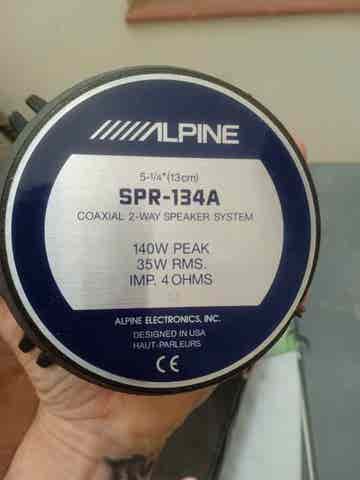 ALPINE
5-1/4"(13cm)
SPR-134A
COAXIAL 2-WAY SPEAKER SYSTEM
140W PEAK
35W RMS.
IMP. 4 OHMS
ALPINE ELECTRONICS, INC.
DESIGNED IN USA
HAUT-PARLEURS
CE